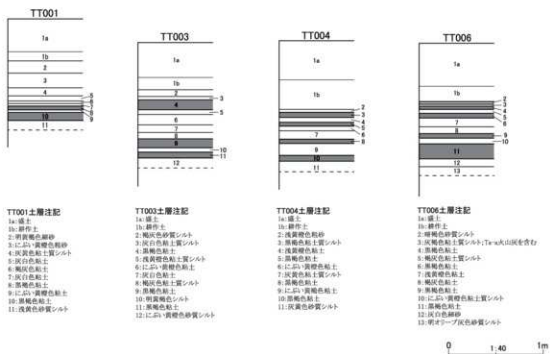 TT001
TT003
TT004
TT006
1a
1b
2
3
4
5
6
7
8
9
10
11
1a
1b
2
3
4
5
6
7
8
9
10
11
12
1a
1b
2
3
4
5
6
7
8
9
10
11
1a
1b
2
3
4
5
6
7
8
9
10
11
12
13
TT001土層注記
1a:盛土
1b:耕作土
2:明黄褐色細砂
3:にぶい黄橙色粗砂
4:灰黄色粘土質シルト
5:灰白色粘土
6:褐灰色粘土
7:灰白色粘土
8:黒褐色粘土
9:にぶい黄橙色粘土
10:黒褐色粘土
11:浅黄色砂質シルト
TT003土層注記
1a:盛土
1b:耕作土
2:褐灰色砂質シルト
3:灰白色粘土質シルト
4:黒褐色粘土
5:浅黄橙色粘土質シルト
6:にぶい黄橙色粘土
7:灰白色粘土
8:褐灰色粘土質シルト
9:黒褐色粘土
10:明黄褐色シルト
11:黒褐色粘土
12:にぶい黄橙色砂質シルト
TT004土層注記
1a:盛土
1b:耕作土
2:浅黄橙色粘土
3:黒褐色粘土質シルト
4:浅黄橙色粘土
5:黒褐色粘土
6:にぶい黄橙色粘土
7:灰黄色粘土質シルト
8:黒褐色粘土
9:にぶい黄橙色粘土
10:黒褐色粘土
11:灰黄色砂質シルト
TT006土層注記
1a:盛土
1b:耕作土
2:暗褐色砂質シルト
3:灰褐色粘土質シルト;Ta-a火山灰を含む
4:黒褐色粘土
5:黒褐色粘土
6:褐灰色粘土質シルト
7:浅黄橙色粘土
8:褐灰色粘土質シルト
9:黒褐色粘土
10:にぶい黄橙色粘土質シルト
11:黒褐色粘土
12:灰白色細砂
13:明オリーブ灰色砂質シルト
0
1:40
1m